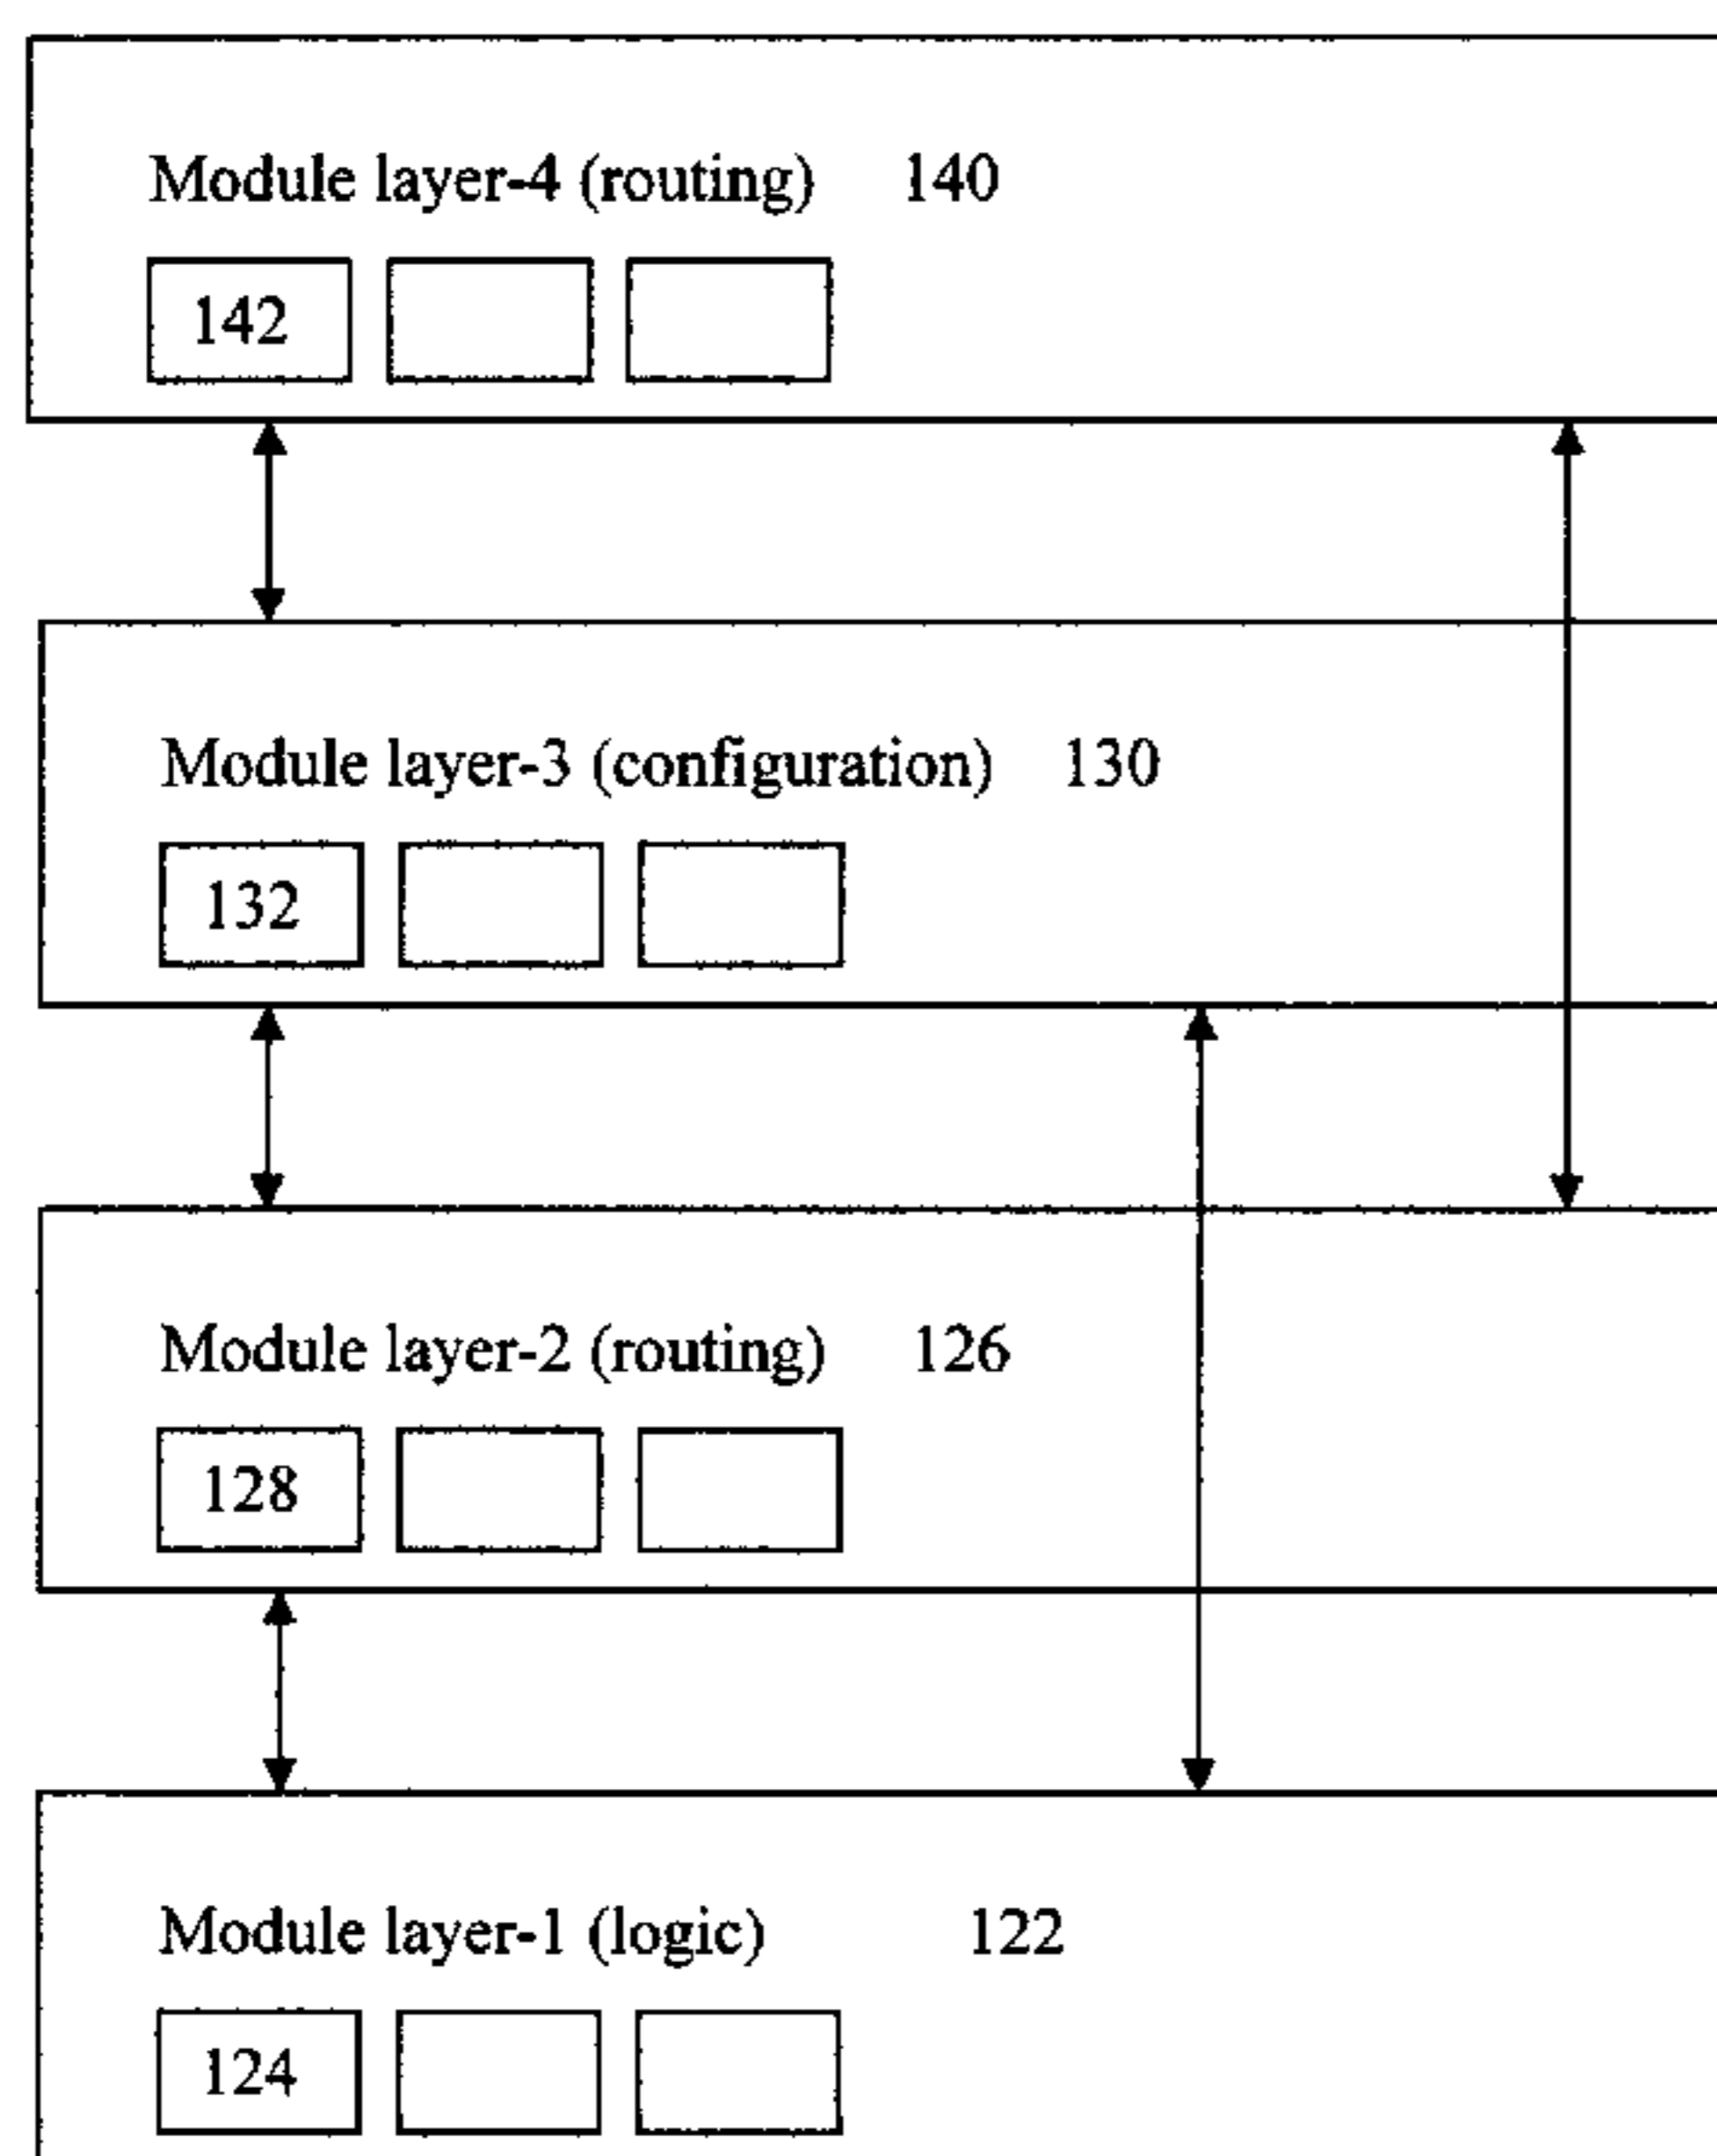 Module layer-4 (routing) 140
142
Module layer-3 (configuration) 130
132
Module layer-2 (routing) 126
128
Module layer-1 (logic) 122
124